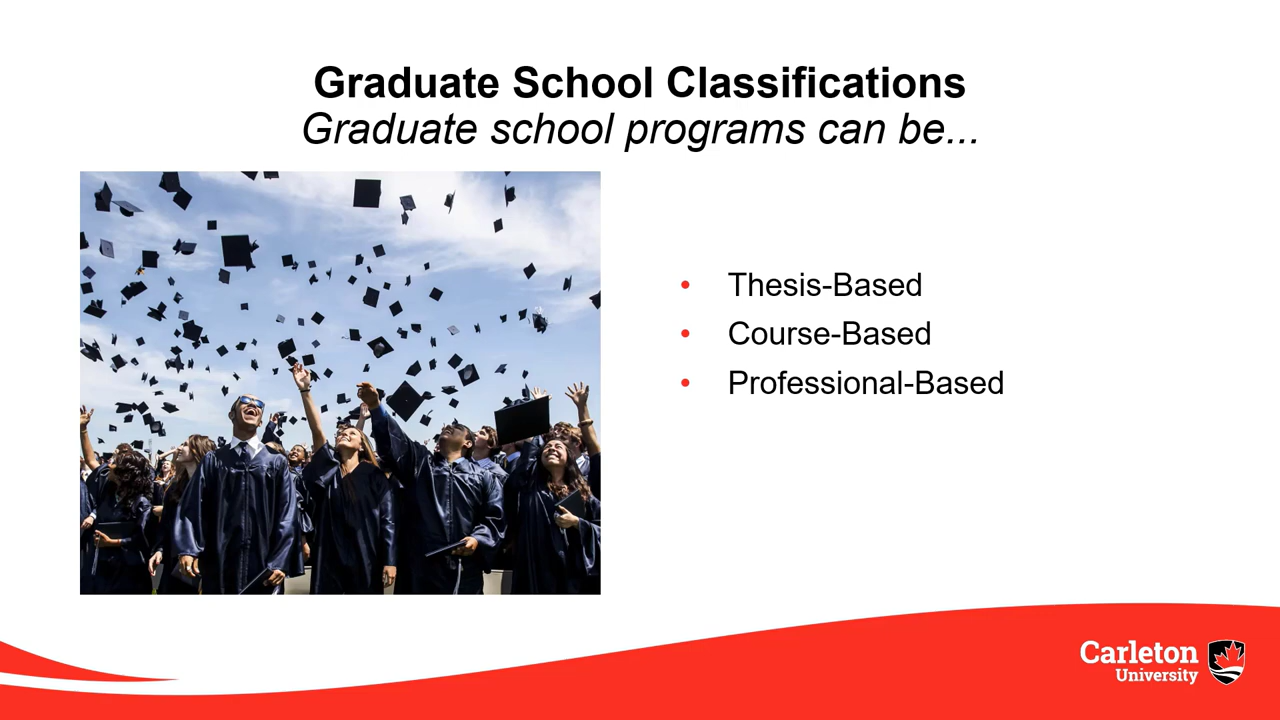 Graduate School Classifications
Graduate school programs can be...
• Thesis-Based
• Course-Based
• Professional-Based
Carleton
University